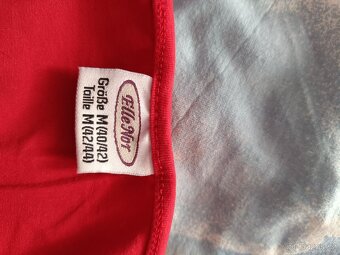 ElleNor
Größe M (40/42)
Taille M (42/44)